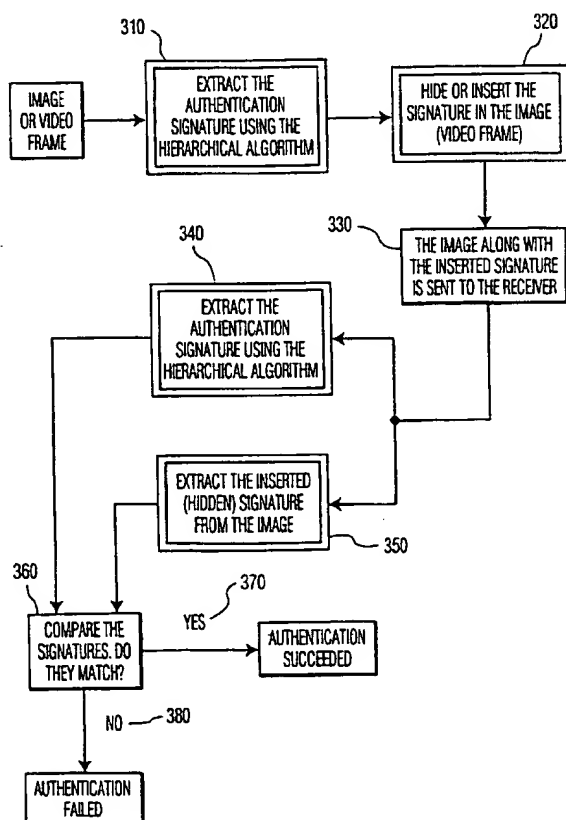 310
320
IMAGE
OR VIDEO
FRAME
EXTRACT THE
AUTHENTICATION
SIGNATURE USING THE
HIERARCHICAL ALGORITHM
HIDE OR INSERT THE
SIGNATURE IN THE IMAGE
(VIDEO FRAME)
330
THE IMAGE ALONG WITH
THE INSERTED SIGNATURE
IS SENT TO THE RECEIVER
340
EXTRACT THE
AUTHENTICATION
SIGNATURE USING THE
HIERARCHICAL ALGORITHM
EXTRACT THE INSERTED
(HIDDEN) SIGNATURE
FROM THE IMAGE
350
360
COMPARE THE
SIGNATURES. DO
THEY MATCH?
370
YES
AUTHENTICATION
SUCCEEDED
NO
380
AUTHENTICATION
FAILED